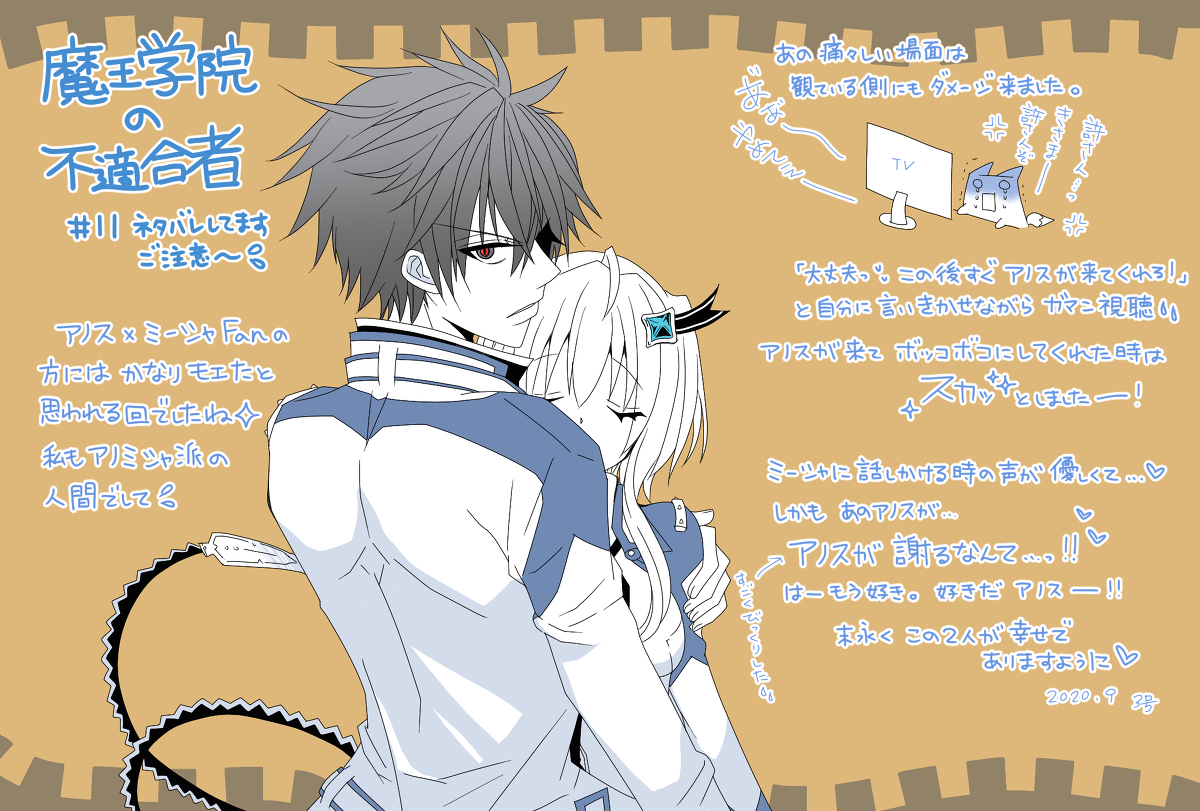 魔王学院
の
不適合者
#11 ネタバレしてます
ご注意〜
アノス×ミーシャFanの
方には かなりモエたと
思われる回でしたね
私もアノミシャ派の
人間でして
あの痛々しい場面は
観ている側にも ダメージ来ました。
やめて
TV
許さん…っ
きさまー
許さんぞ
「大丈夫っ。この後すぐ アノスが来てくれる!」
と自分に言いきかせながら ガマン視聴
アノスが来て ボッコボコにしてくれた時は
スカッとしましたー!
ミーシャに話しかける時の声が優しくて…♡
しかも あのアノスが…
アノスが謝るなんて…っ!!
すごくびっくりした
はーもう好き。好きだ アノスー!!
末永く この2人が幸せで
ありますように♡
2020.9 3号